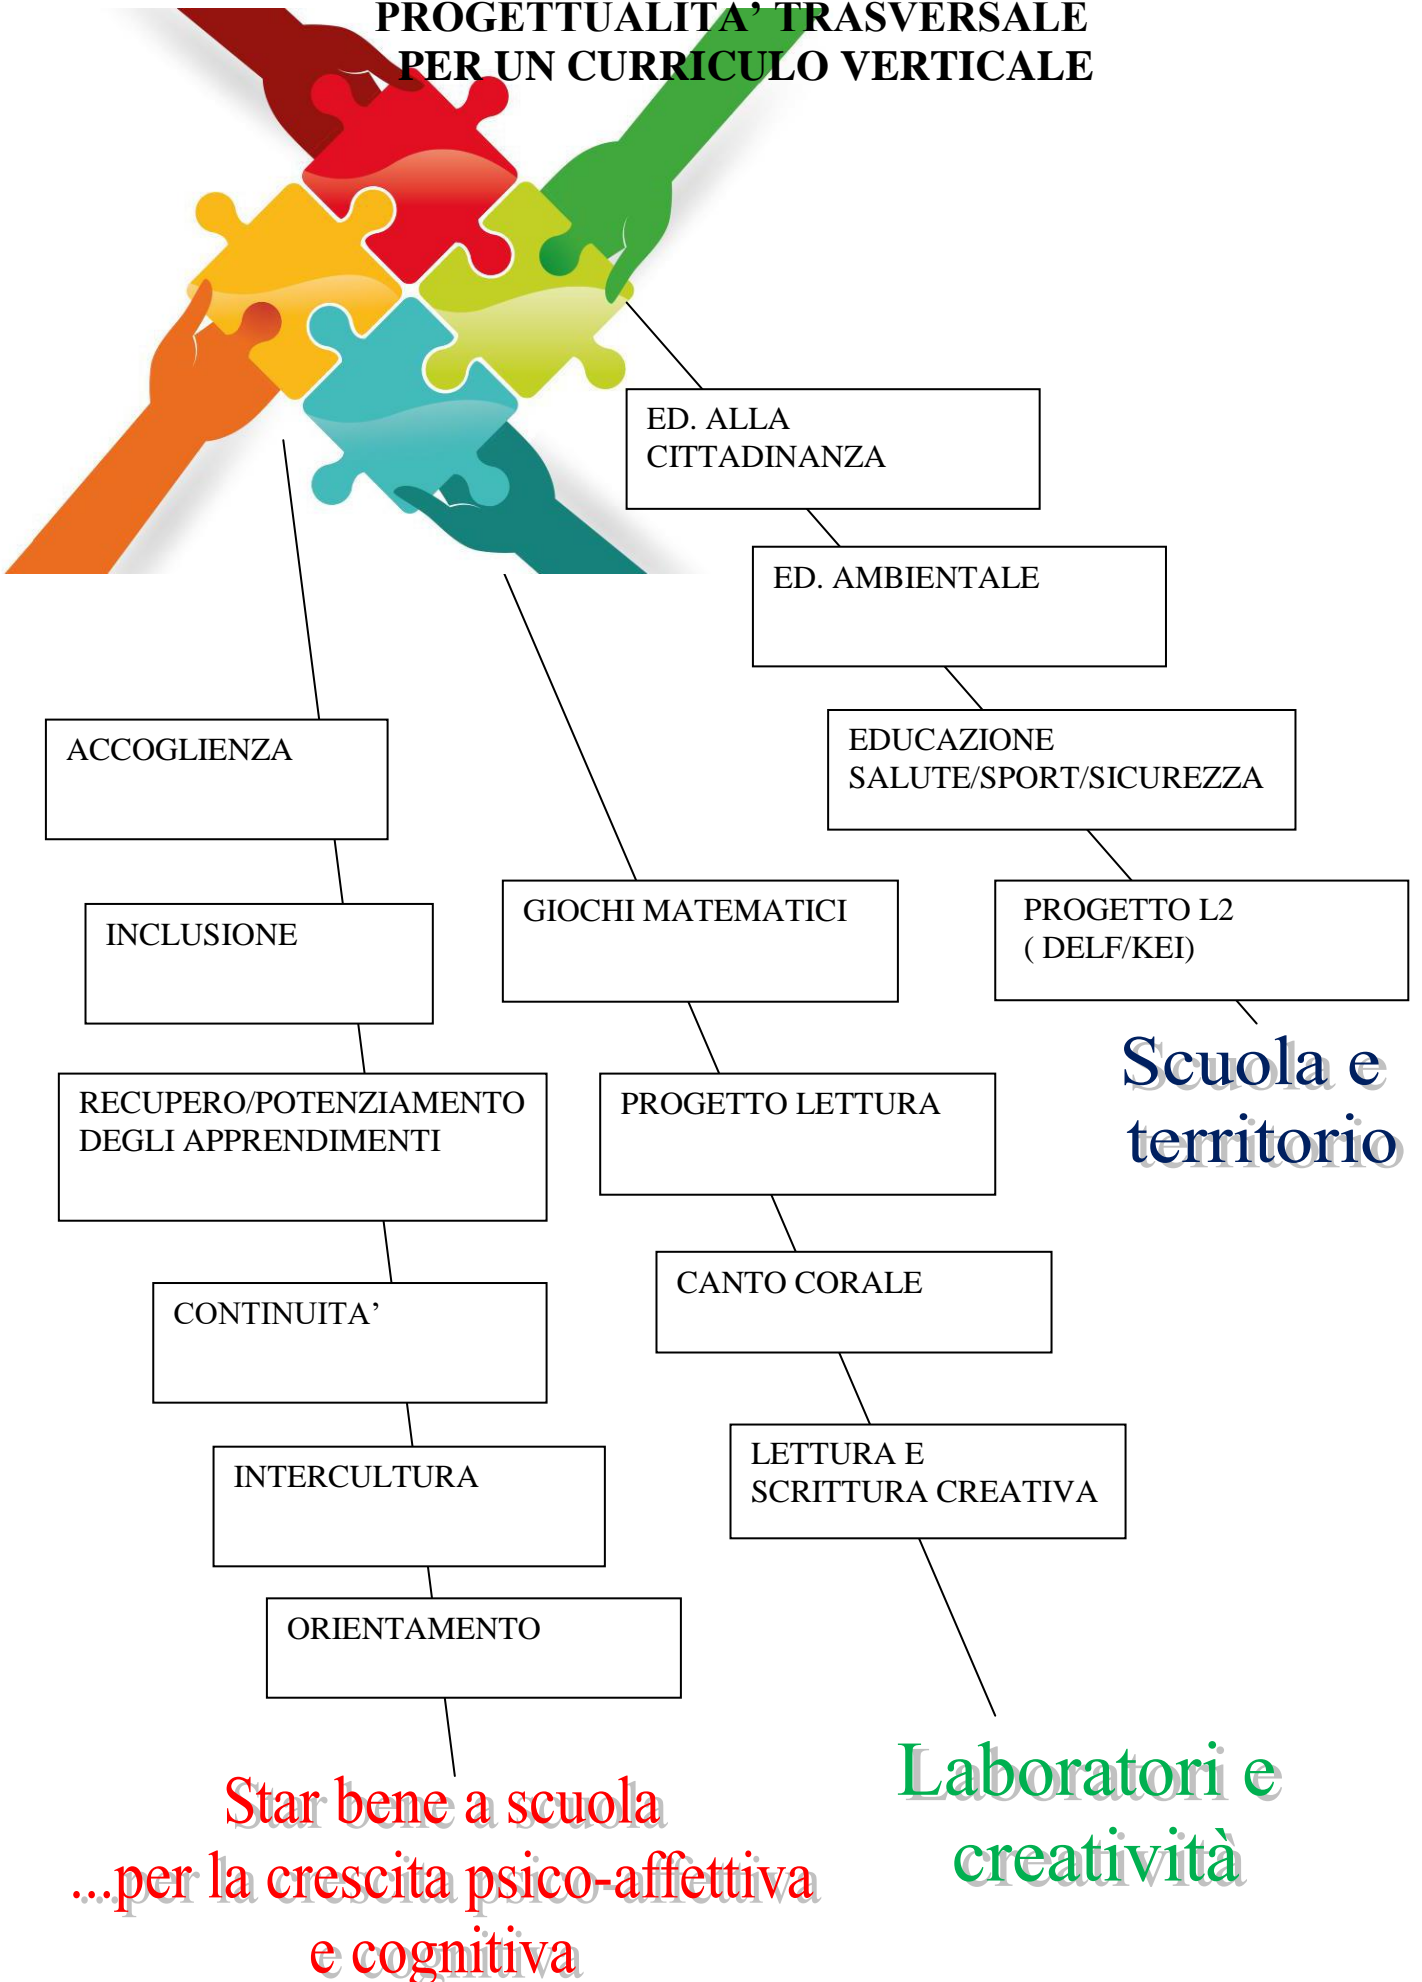 PROGETTUALITA’ TRASVERSALE
PER UN CURRICULO VERTICALE
ED. ALLA
CITTADINANZA
ED. AMBIENTALE
EDUCAZIONE
SALUTE/SPORT/SICUREZZA
PROGETTO L2
( DELF/KEI)
Scuola e
territorio
GIOCHI MATEMATICI
PROGETTO LETTURA
CANTO CORALE
LETTURA E
SCRITTURA CREATIVA
Laboratori e
creatività
ACCOGLIENZA
INCLUSIONE
RECUPERO/POTENZIAMENTO
DEGLI APPRENDIMENTI
CONTINUITA’
INTERCULTURA
ORIENTAMENTO
Star bene a scuola
...per la crescita psico-affettiva
e cognitiva